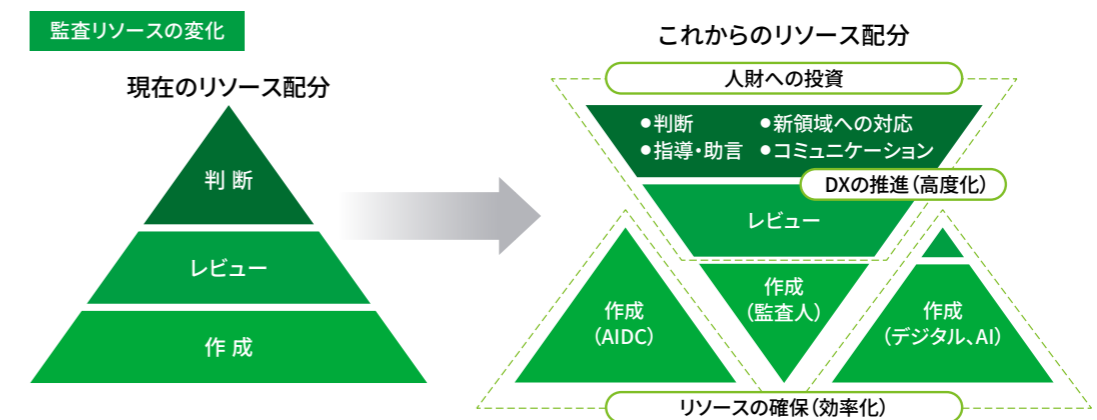 監査リソースの変化
現在のリソース配分
判断
レビュー
作成
これからのリソース配分
人財への投資
●判断 ●新領域への対応
●指導・助言 ●コミュニケーション
DXの推進（高度化）
レビュー
作成
（AIDC）
作成
（監査人）
作成
（デジタル、AI）
リソースの確保（効率化）